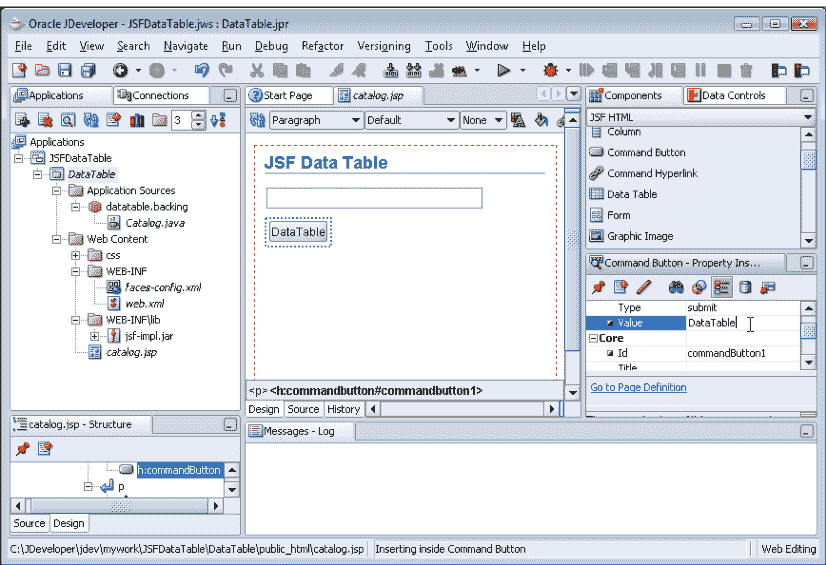 Oracle JDeveloper - JSFDataTable.jws : DataTable.jpr
File Edit View Search Navigate Run Debug Refactor Versioning Tools Window Help
Applications
Connections
3
Applications
JSFDataTable
DataTable
Application Sources
datatable.backing
Catalog.java
Web Content
css
WEB-INF
faces-config.xml
web.xml
WEB-INF\lib
jsf-impl.jar
catalog.jsp
Start Page
catalog.jsp
Paragraph
Default
None
JSF Data Table
DataTable
<p> <h:commandbutton#commandbutton1>
Design Source History
Components
Data Controls
JSF HTML
Column
Command Button
Command Hyperlink
Data Table
Form
Graphic Image
Command Button - Property Ins...
Type submit
Value DataTable
Core
Id commandButton1
Title
Go to Page Definition
catalog.jsp - Structure
h:commandButton
p
Source Design
Messages - Log
C:\JDeveloper\jdev\mywork\JSFDataTable\DataTable\public_html\catalog.jsp
Inserting inside Command Button
Web Editing